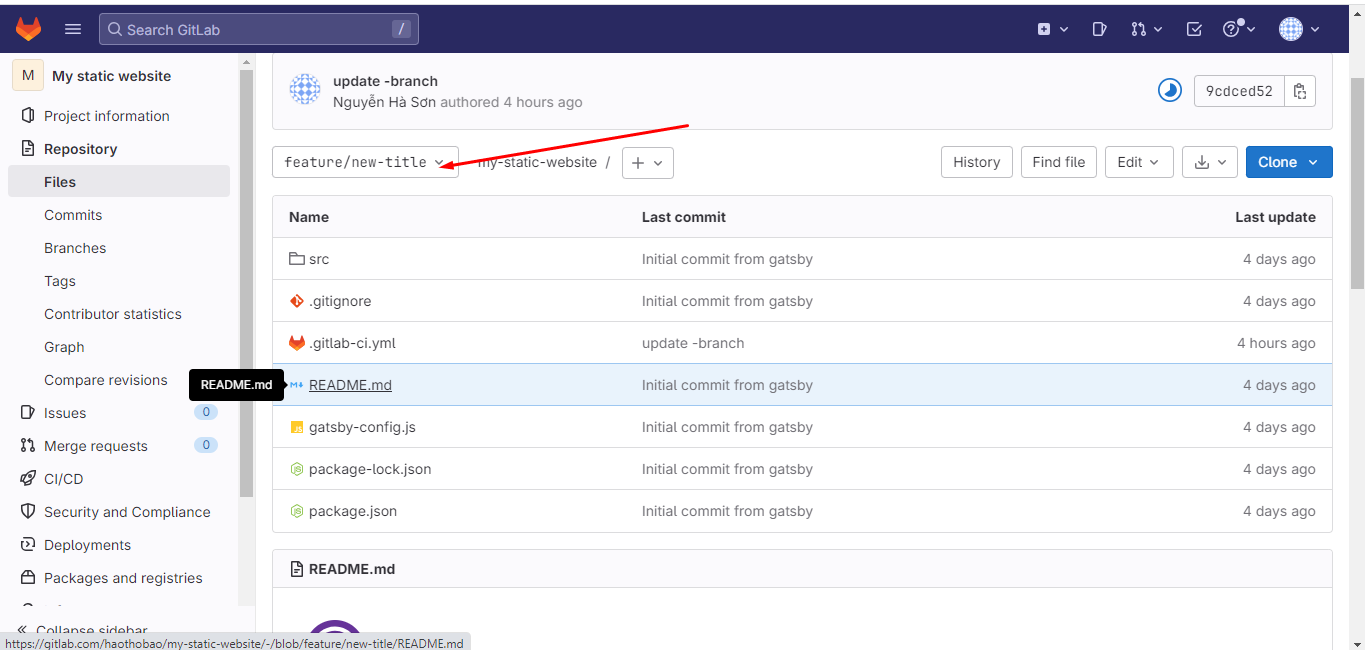 Search GitLab /
M My static website
Project information
Repository
Files
Commits
Branches
Tags
Contributor statistics
Graph
Compare revisions
Issues 0
Merge requests 0
CI/CD
Security and Compliance
Deployments
Packages and registries
Collapse sidebar
update -branch
Nguyễn Hà Sơn authored 4 hours ago
9cdced52
feature/new-title my-static-website / +
History Find file Edit Clone
Name Last commit Last update
src Initial commit from gatsby 4 days ago
.gitignore Initial commit from gatsby 4 days ago
.gitlab-ci.yml update -branch 4 hours ago
README.md README.md Initial commit from gatsby 4 days ago
gatsby-config.js Initial commit from gatsby 4 days ago
package-lock.json Initial commit from gatsby 4 days ago
package.json Initial commit from gatsby 4 days ago
README.md
https://gitlab.com/haothobao/my-static-website/-/blob/feature/new-title/README.md